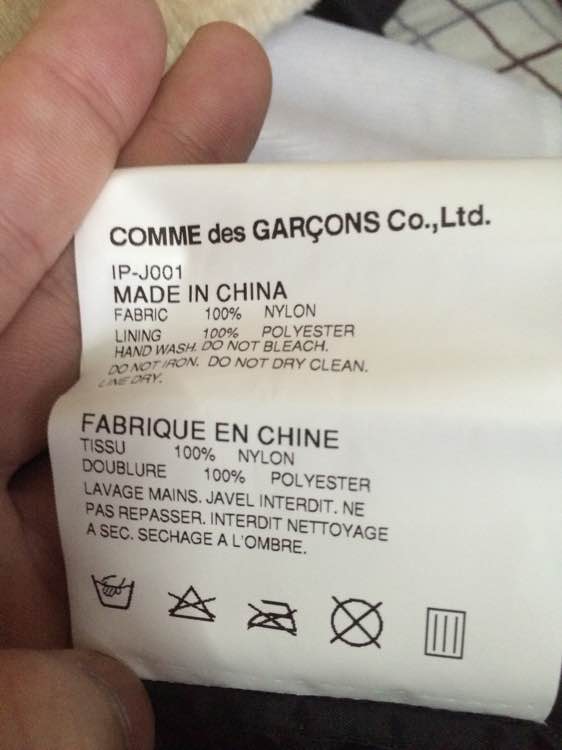 COMME des GARÇONS Co.,Ltd.
IP-J001
MADE IN CHINA
FABRIC 100% NYLON
LINING 100% POLYESTER
HAND WASH. DO NOT BLEACH.
DO NOT IRON. DO NOT DRY CLEAN.
LINE DRY.
FABRIQUE EN CHINE
TISSU 100% NYLON
DOUBLURE 100% POLYESTER
LAVAGE MAINS. JAVEL INTERDIT. NE
PAS REPASSER. INTERDIT NETTOYAGE
A SEC. SECHAGE A L'OMBRE.